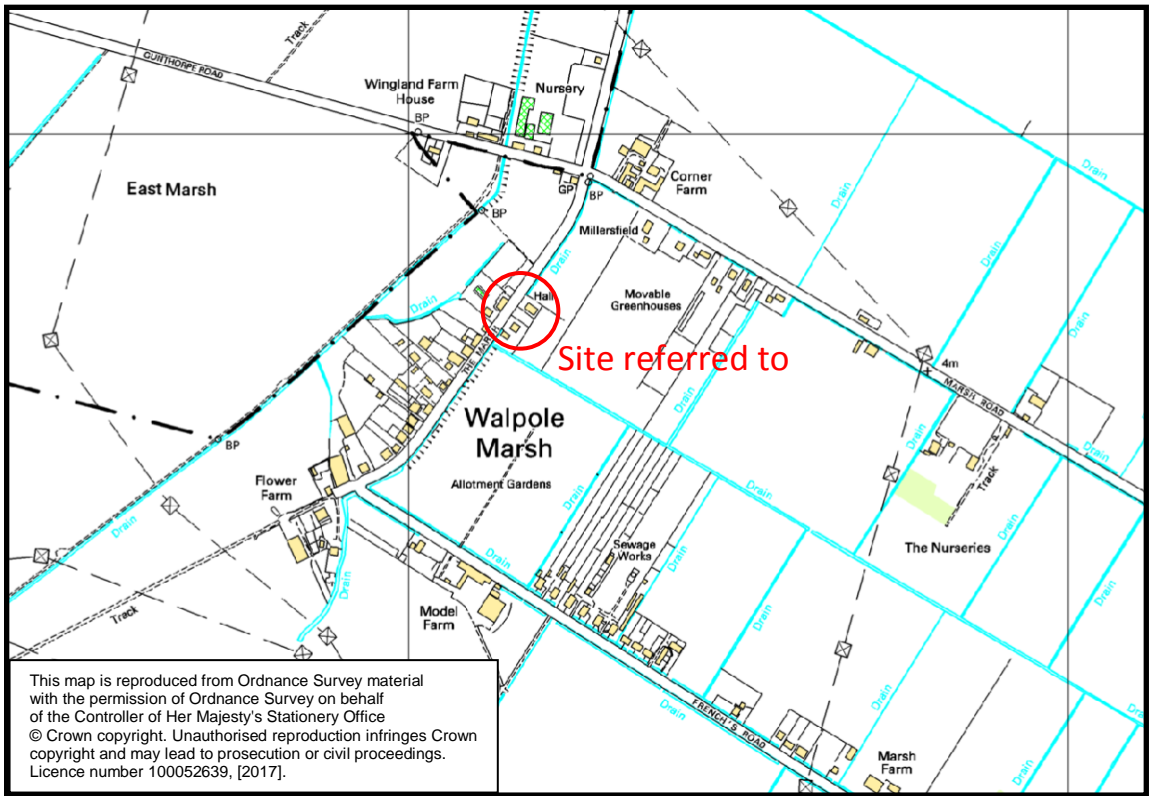 Track
GUNTHORPE ROAD
Wingland Farm
House
BP
Nursery
East Marsh
BP
GP
BP
Corner
Farm
Drain
Millersfield
Drain
Drain
Hall
Movable
Greenhouses
Drain
Drain
THE MARSH
Site referred to
4m
MARSH ROAD
Drain
Walpole
Marsh
BP
Allotment Gardens
Drain
Flower
Farm
Drain
Drain
Drain
Track
Drain
The Nurseries
Sewage
Works
Drain
Drain
Drain
Drain
Track
Model
Farm
Drain
Drain
Drain
Drain
FRENCH'S ROAD
Drain
Marsh
Farm
This map is reproduced from Ordnance Survey material
with the permission of Ordnance Survey on behalf
of the Controller of Her Majesty's Stationery Office
© Crown copyright. Unauthorised reproduction infringes Crown
copyright and may lead to prosecution or civil proceedings.
Licence number 100052639, [2017].